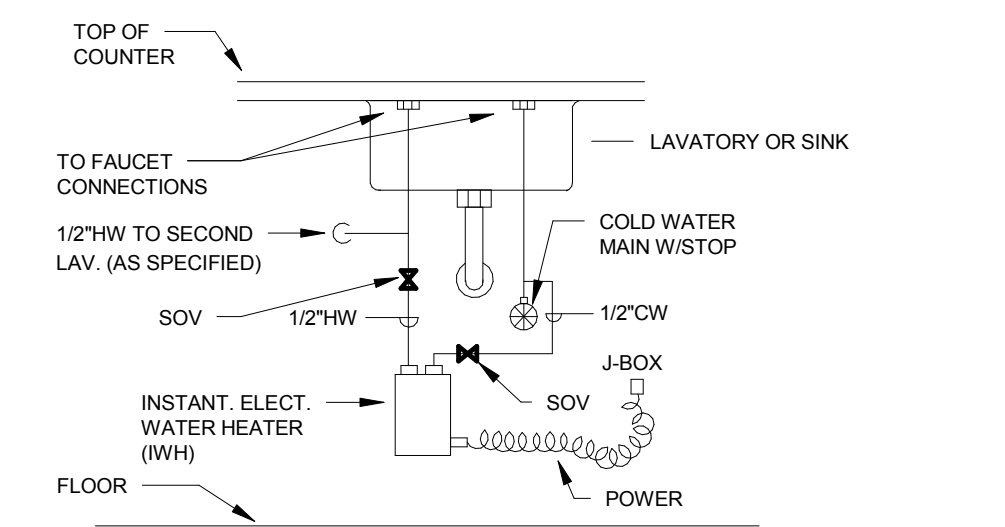 TOP OF
COUNTER
LAVATORY OR SINK
TO FAUCET
CONNECTIONS
COLD WATER
MAIN W/STOP
1/2"HW TO SECOND
LAV. (AS SPECIFIED)
SOV
1/2"HW
1/2"CW
J-BOX
INSTANT. ELECT.
WATER HEATER
(IWH)
SOV
FLOOR
POWER